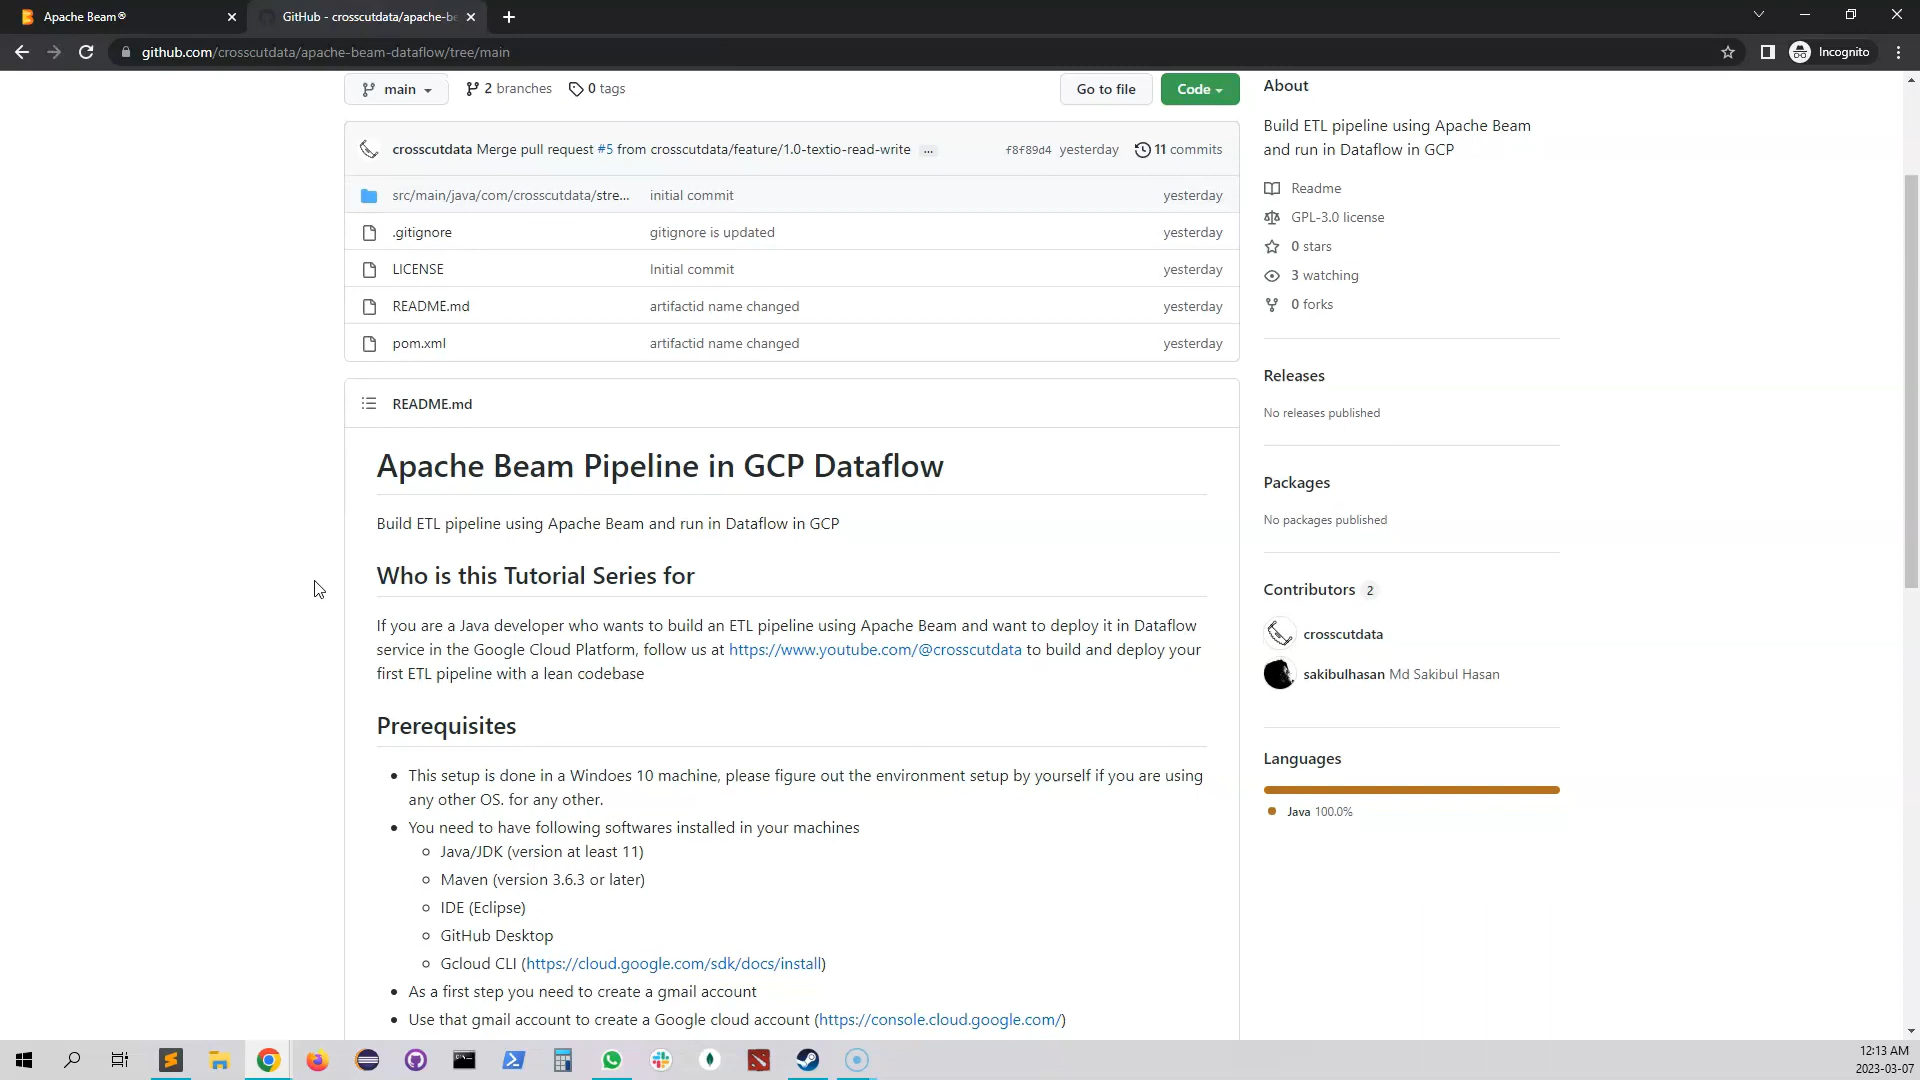 Apache Beam®
GitHub - crosscutdata/apache-be
github.com/crosscutdata/apache-beam-dataflow/tree/main
Incognito
main
2 branches
0 tags
Go to file
Code
crosscutdata Merge pull request #5 from crosscutdata/feature/1.0-textio-read-write ...
f8f89d4 yesterday
11 commits
src/main/java/com/crosscutdata/stre... initial commit yesterday
.gitignore gitignore is updated yesterday
LICENSE Initial commit yesterday
README.md artifactid name changed yesterday
pom.xml artifactid name changed yesterday
README.md
Apache Beam Pipeline in GCP Dataflow
Build ETL pipeline using Apache Beam and run in Dataflow in GCP
Who is this Tutorial Series for
If you are a Java developer who wants to build an ETL pipeline using Apache Beam and want to deploy it in Dataflow
service in the Google Cloud Platform, follow us at https://www.youtube.com/@crosscutdata to build and deploy your
first ETL pipeline with a lean codebase
Prerequisites
This setup is done in a Windoes 10 machine, please figure out the environment setup by yourself if you are using
any other OS. for any other.
You need to have following softwares installed in your machines
Java/JDK (version at least 11)
Maven (version 3.6.3 or later)
IDE (Eclipse)
GitHub Desktop
Gcloud CLI (https://cloud.google.com/sdk/docs/install)
As a first step you need to create a gmail account
Use that gmail account to create a Google cloud account (https://console.cloud.google.com/)
About
Build ETL pipeline using Apache Beam
and run in Dataflow in GCP
Readme
GPL-3.0 license
0 stars
3 watching
0 forks
Releases
No releases published
Packages
No packages published
Contributors 2
crosscutdata
sakibulhasan Md Sakibul Hasan
Languages
Java 100.0%
12:13 AM
2023-03-07